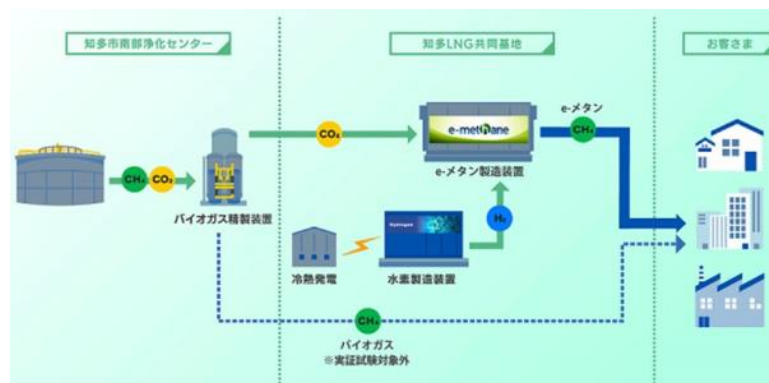 知多市南部浄化センター
知多LNG共同基地
お客さま
CH₄
CO₂
バイオガス精製装置
CO₂
e-methane
e-メタン製造装置
e-メタン
CH₄
H₂
冷熱発電
Hydrogen
水素製造装置
CH₄
バイオガス
※実証試験対象外